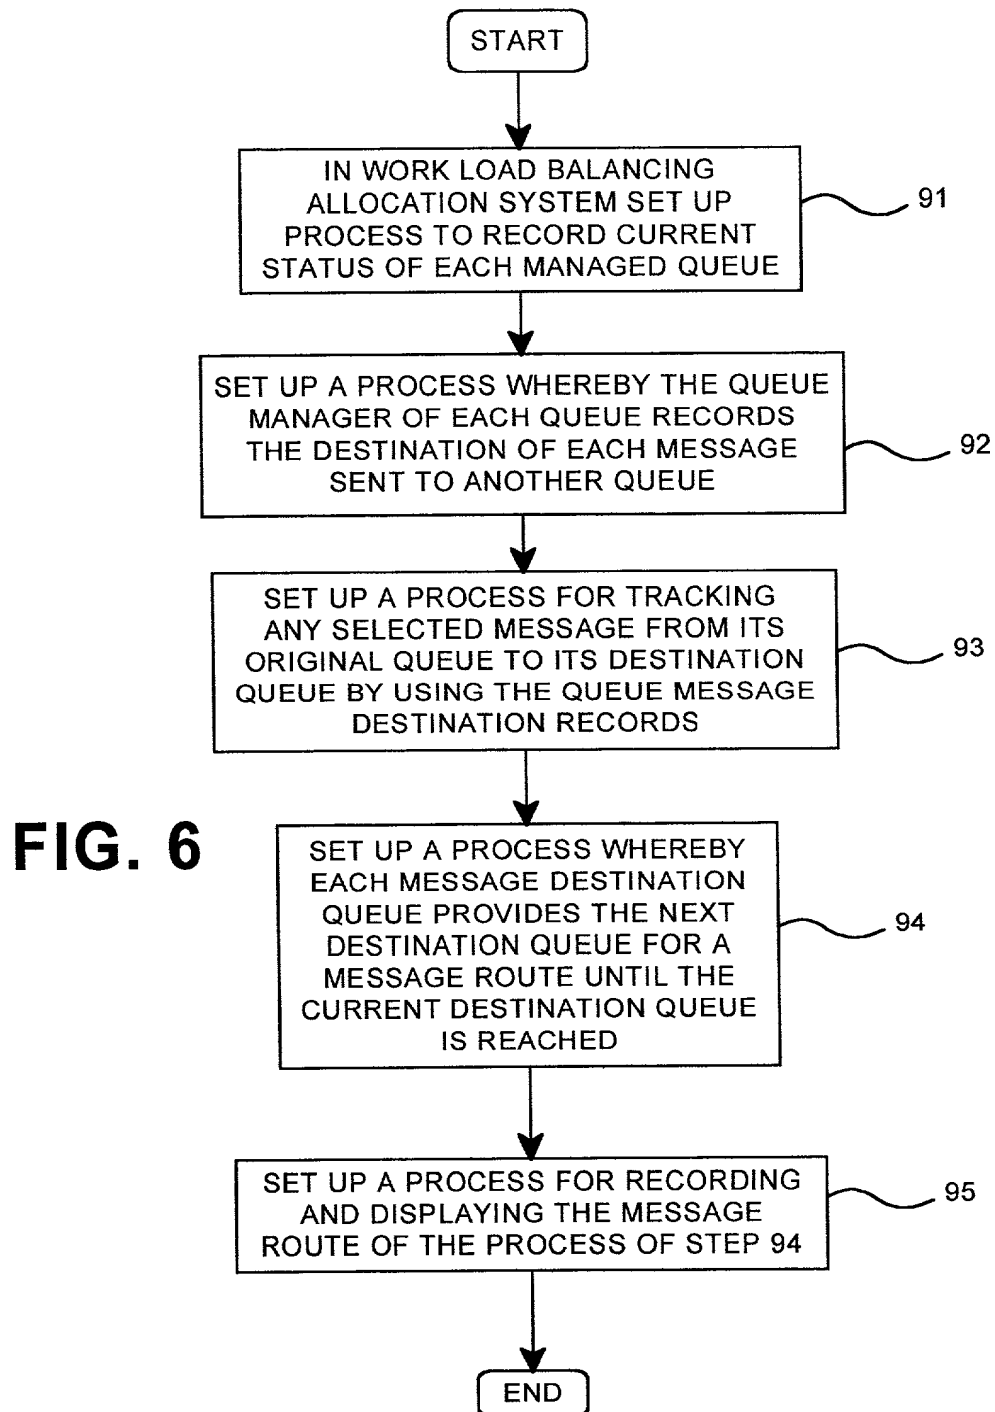 START
IN WORK LOAD BALANCING
ALLOCATION SYSTEM SET UP
PROCESS TO RECORD CURRENT
STATUS OF EACH MANAGED QUEUE
91
SET UP A PROCESS WHEREBY THE QUEUE
MANAGER OF EACH QUEUE RECORDS
THE DESTINATION OF EACH MESSAGE
SENT TO ANOTHER QUEUE
92
SET UP A PROCESS FOR TRACKING
ANY SELECTED MESSAGE FROM ITS
ORIGINAL QUEUE TO ITS DESTINATION
QUEUE BY USING THE QUEUE MESSAGE
DESTINATION RECORDS
93
FIG. 6
SET UP A PROCESS WHEREBY
EACH MESSAGE DESTINATION
QUEUE PROVIDES THE NEXT
DESTINATION QUEUE FOR A
MESSAGE ROUTE UNTIL THE
CURRENT DESTINATION QUEUE
IS REACHED
94
SET UP A PROCESS FOR RECORDING
AND DISPLAYING THE MESSAGE
ROUTE OF THE PROCESS OF STEP 94
95
END